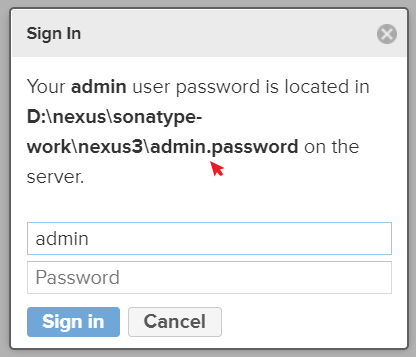 Sign In
Your admin user password is located in
D:\nexus\sonatype-
work\nexus3\admin.password on the
server.
admin
Password
Sign in Cancel